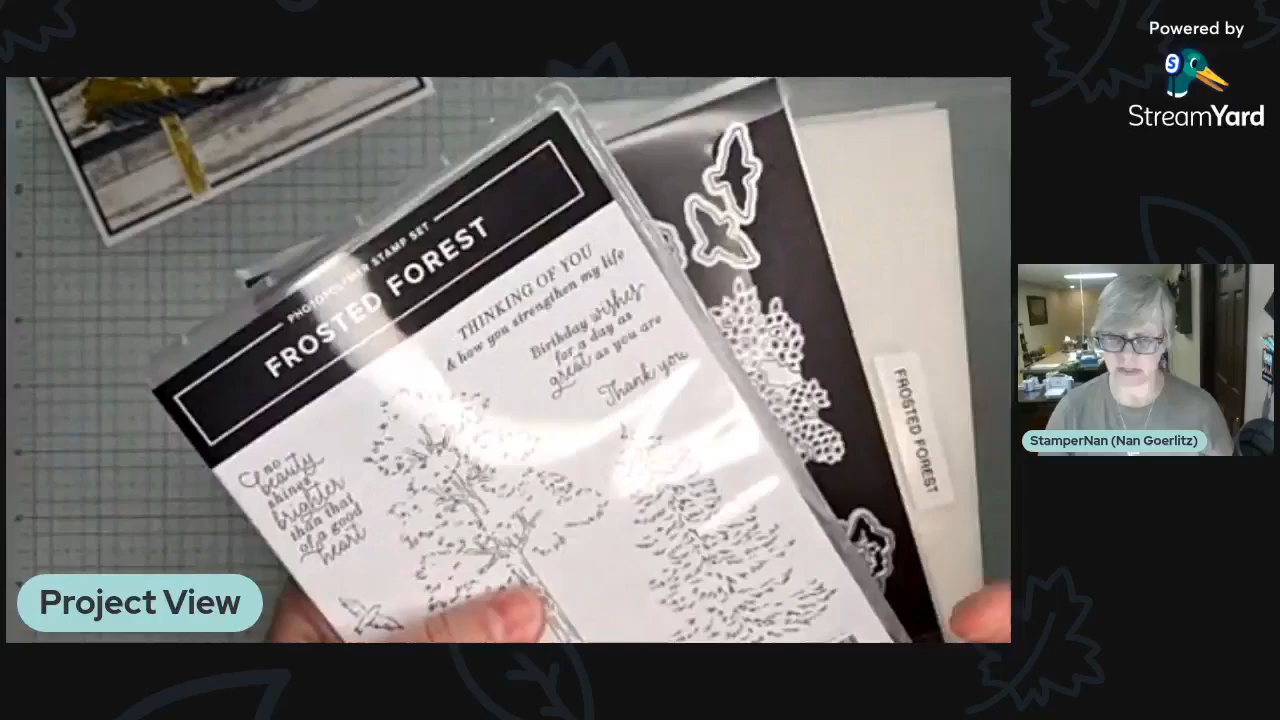 Powered by
StreamYard
PHOTOPOLYMER STAMP SET
FROSTED FOREST
THINKING OF YOU
& how you strengthen my life
Birthday wishes
for a day as
great as you are
Thank you
no
beauty
shines
brighter
than that
of a good
heart
FROSTED FOREST
StamperNan (Nan Goerlitz)
Project View